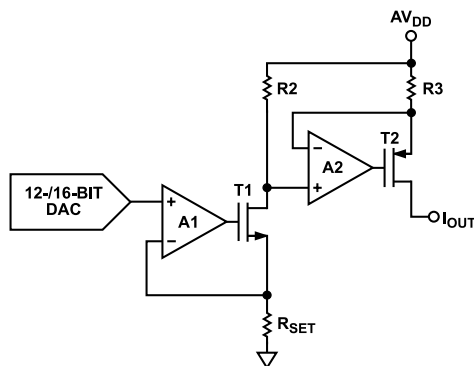 AVDD
R2
R3
T2
A2
T1
12-/16-BIT
DAC
A1
IOUT
RSET